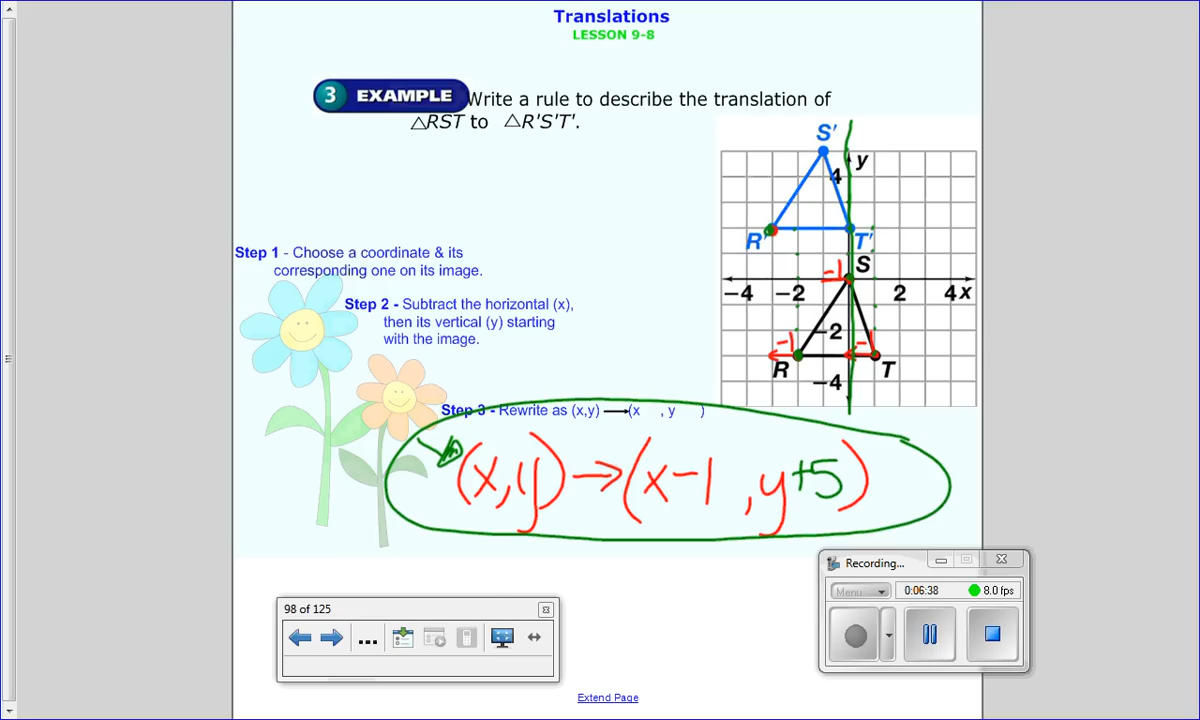 Translations
LESSON 9-8
3 EXAMPLE Write a rule to describe the translation of
△RST to △R'S'T'.
S'
y
4
R'
T'
S
-1
−4 −2 2 4x
−2
-1 -1
R T
−4
Step 1 - Choose a coordinate & its
corresponding one on its image.
Step 2 - Subtract the horizontal (x),
then its vertical (y) starting
with the image.
Step 3 - Rewrite as (x,y) ⟶(x , y )
(x,y)→(x-1 , y+5)
Recording...
Menu 0:06:38 8.0 fps
98 of 125
...
Extend Page